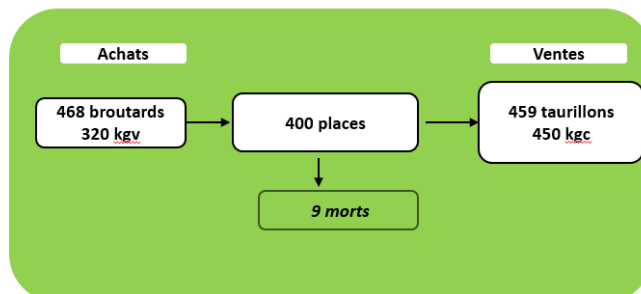 Achats
Ventes
468 broutards
320 kgv
400 places
459 taurillons
450 kgc
9 morts